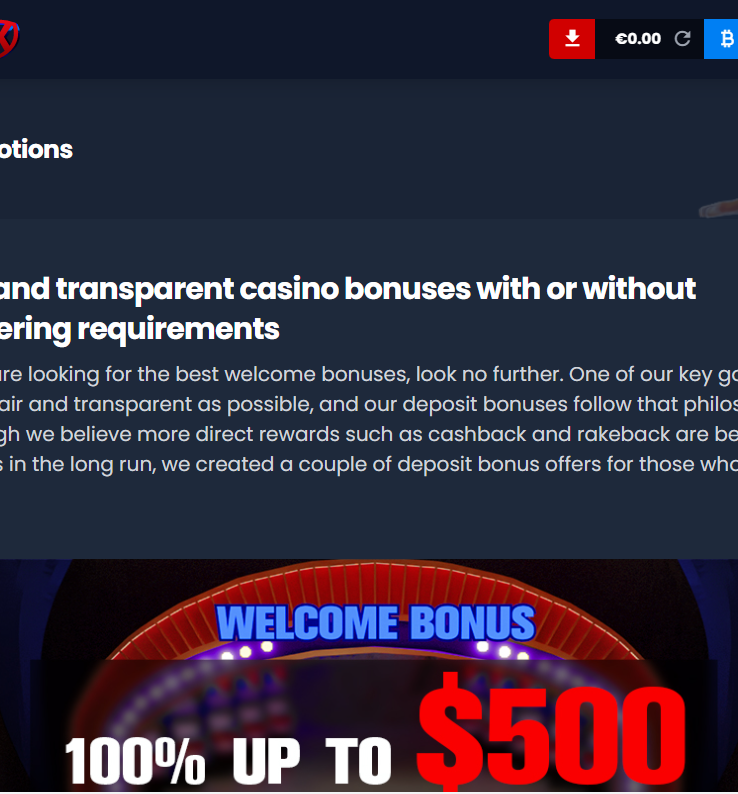 €0.00
otions
and transparent casino bonuses with or without
ering requirements
are looking for the best welcome bonuses, look no further. One of our key go
air and transparent as possible, and our deposit bonuses follow that philos
gh we believe more direct rewards such as cashback and rakeback are be
s in the long run, we created a couple of deposit bonus offers for those who
WELCOME BONUS
100% UP TO $500